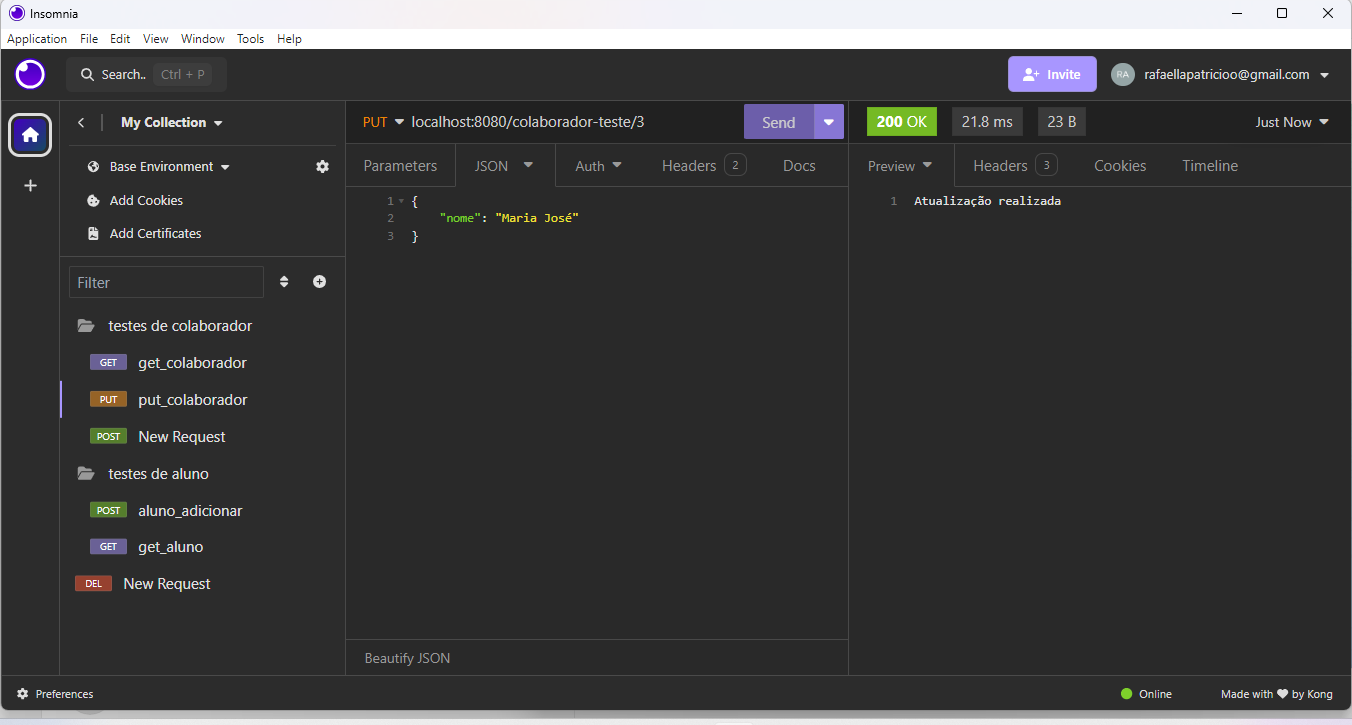 Insomnia
Application File Edit View Window Tools Help
Search.. Ctrl + P
Invite
RA rafaellapatricioo@gmail.com
My Collection
Base Environment
Add Cookies
Add Certificates
Filter
testes de colaborador
GET get_colaborador
PUT put_colaborador
POST New Request
testes de aluno
POST aluno_adicionar
GET get_aluno
DEL New Request
PUT localhost:8080/colaborador-teste/3 Send
Parameters JSON Auth Headers 2 Docs
1 {
2 "nome": "Maria José"
3 }
Beautify JSON
200 OK 21.8 ms 23 B Just Now
Preview Headers 3 Cookies Timeline
1 Atualização realizada
Preferences
Online
Made with ❤ by Kong